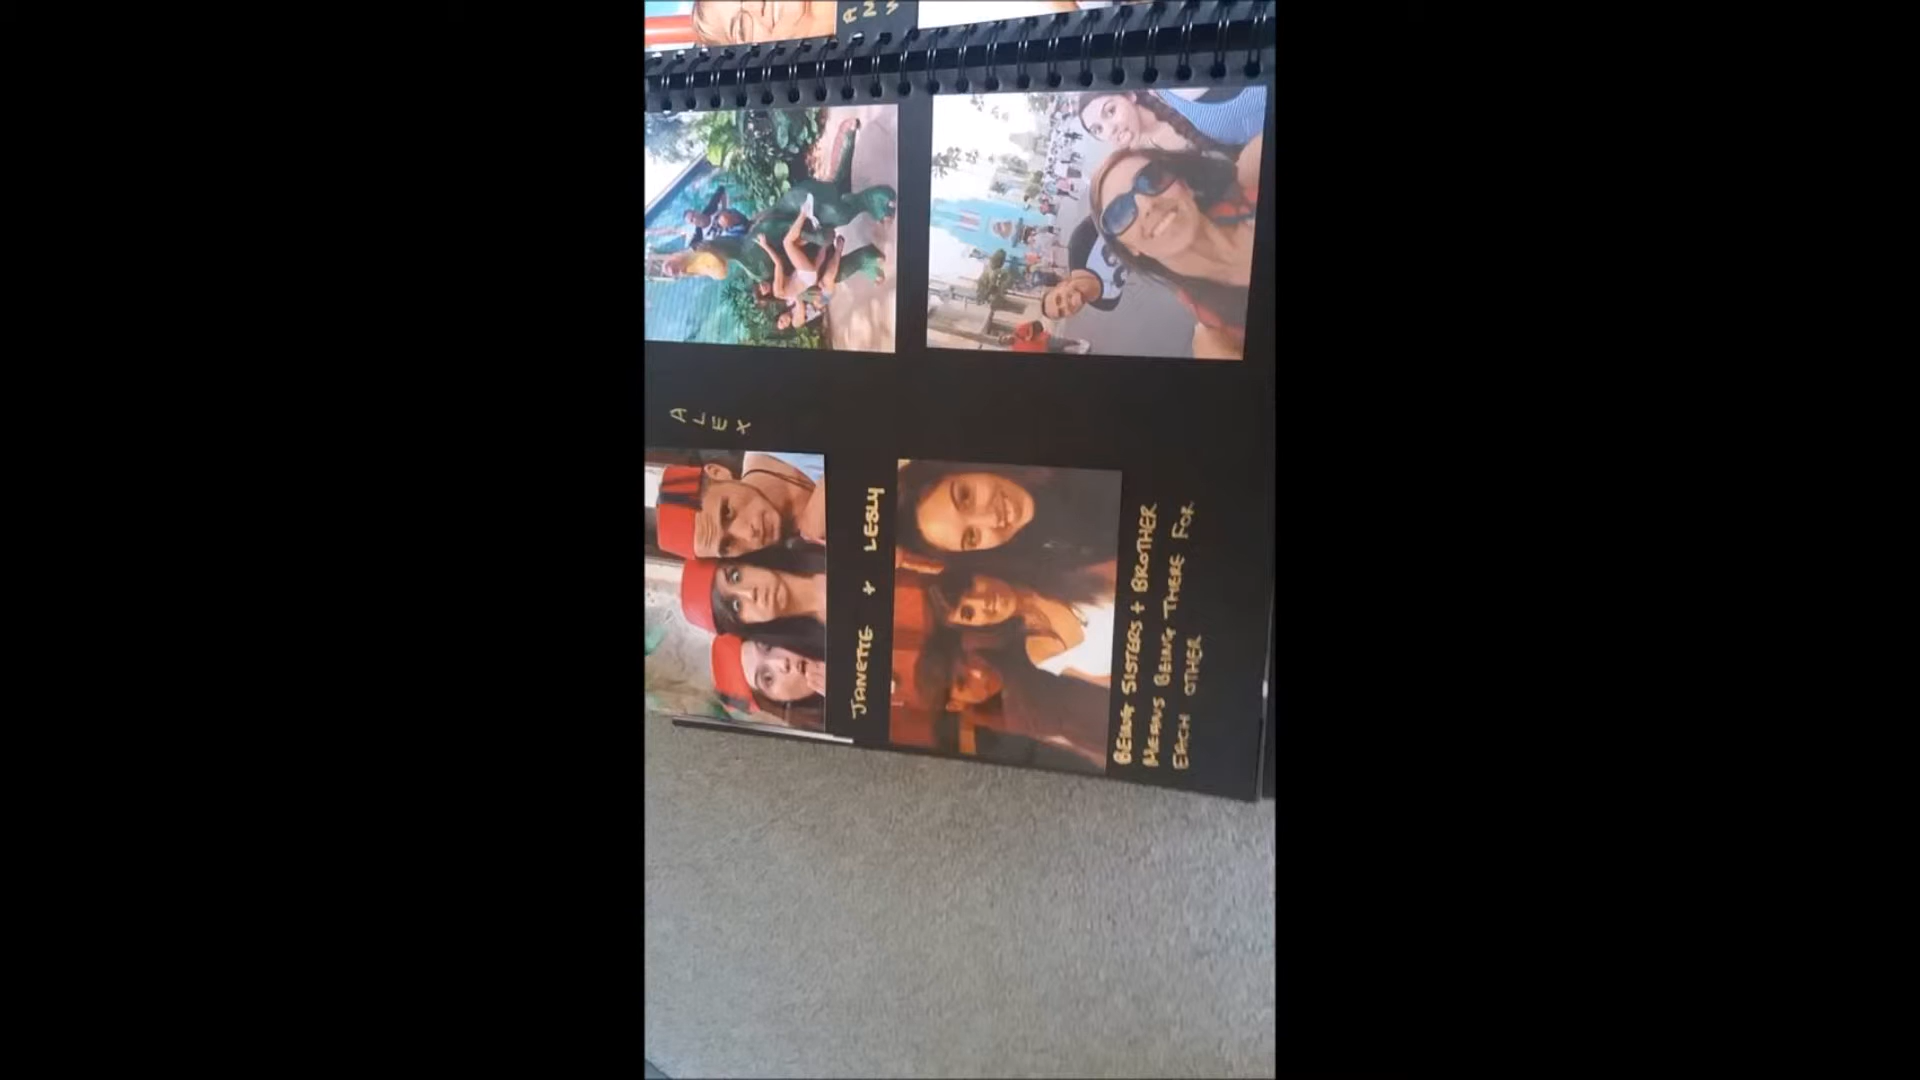 ALEX
JANETTE + LESLY
BEING SISTERS + BROTHER
MEANS BEING THERE FOR
EACH OTHER